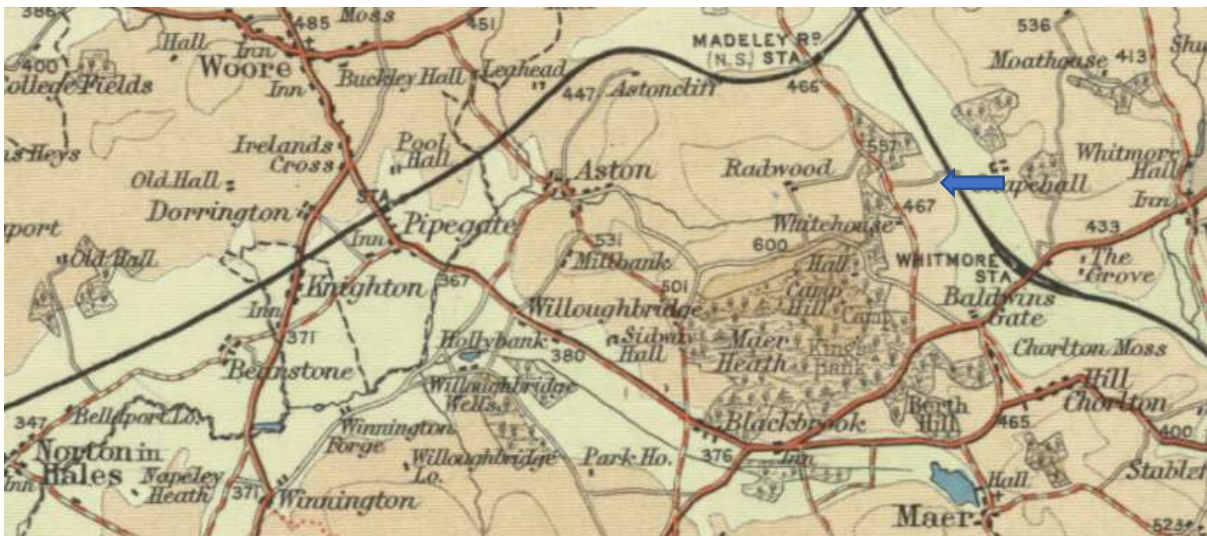 386
Moss
485
451
Hall
Inn
400
Woore
College Fields
Inn
Buckley Hall
Leghead
447
Astoncliff
MADELEY RD.
(N.S.) STA.
466
536
Moathouse
413
Heys
Irelands
Cross
Pool
Hall
Old Hall
STA
Aston
Radwood
557
Whitmore
Hall
Inn
Dorrington
Pipegate
Inn
467
Whitehouse
433
Old Hall
531
Millbank
600
Hall
Camp
Hill
Camp
WHITMORE
STA.
The
Grove
Knighton
367
501
Baldwins
Gate
Inn
371
Willoughbridge
Hollybank
380
Sidway
Hall
Maer
Heath
Kings
Bank
Chorlton Moss
Bearstone
Willoughbridge
Wells
Hill
Chorlton
347
Bellaport Lo.
Winnington
Forge
Blackbrook
Berth
Hill
465
400
Norton in
Hales
Inn
Napeley
Heath
371
Willoughbridge
Lo.
Park Ho.
376
Inn
Hall
Winnington
Maer
523